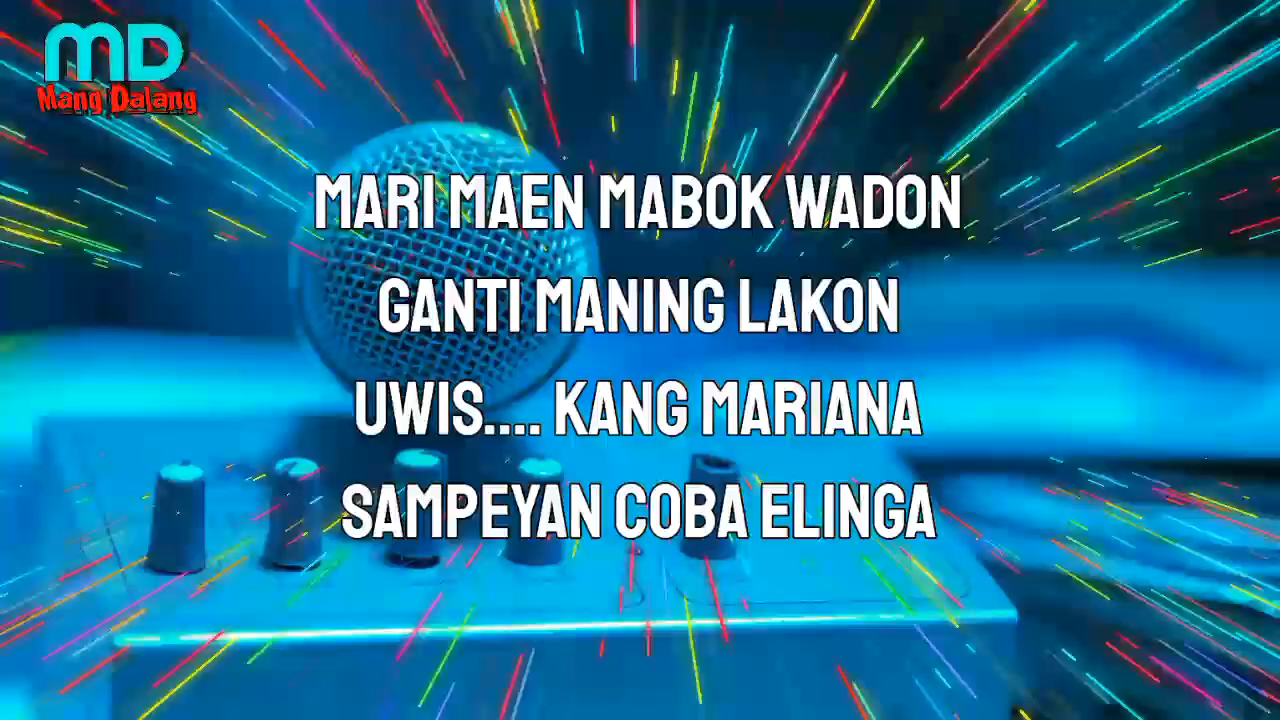 MD
Mang Dalang
MARI MAEN MABOK WADON
GANTI MANING LAKON
UWIS.... KANG MARIANA
SAMPEYAN COBA ELINGA